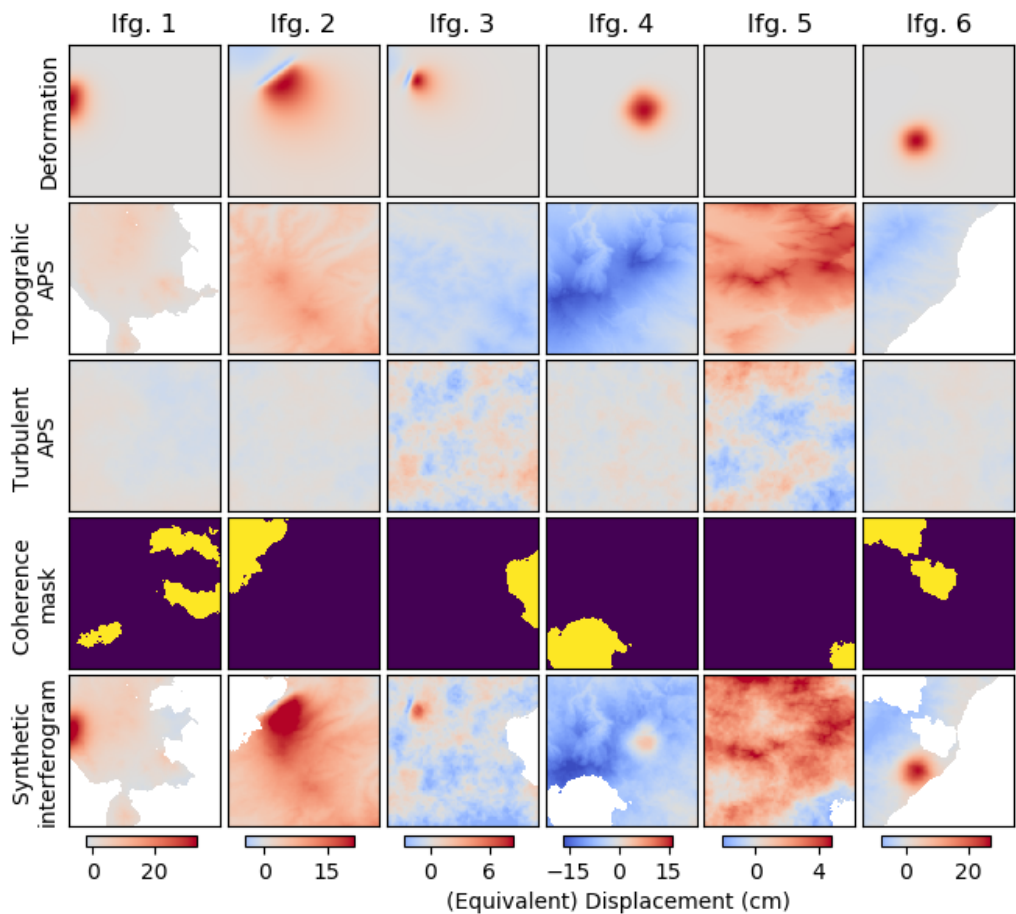 Ifg. 1 Ifg. 2 Ifg. 3 Ifg. 4 Ifg. 5 Ifg. 6
Deformation
Topograhic
APS
Turbulent
APS
Coherence
mask
Synthetic
interferogram
0 20 0 15 0 6 −15 0 15 0 4 0 20
(Equivalent) Displacement (cm)